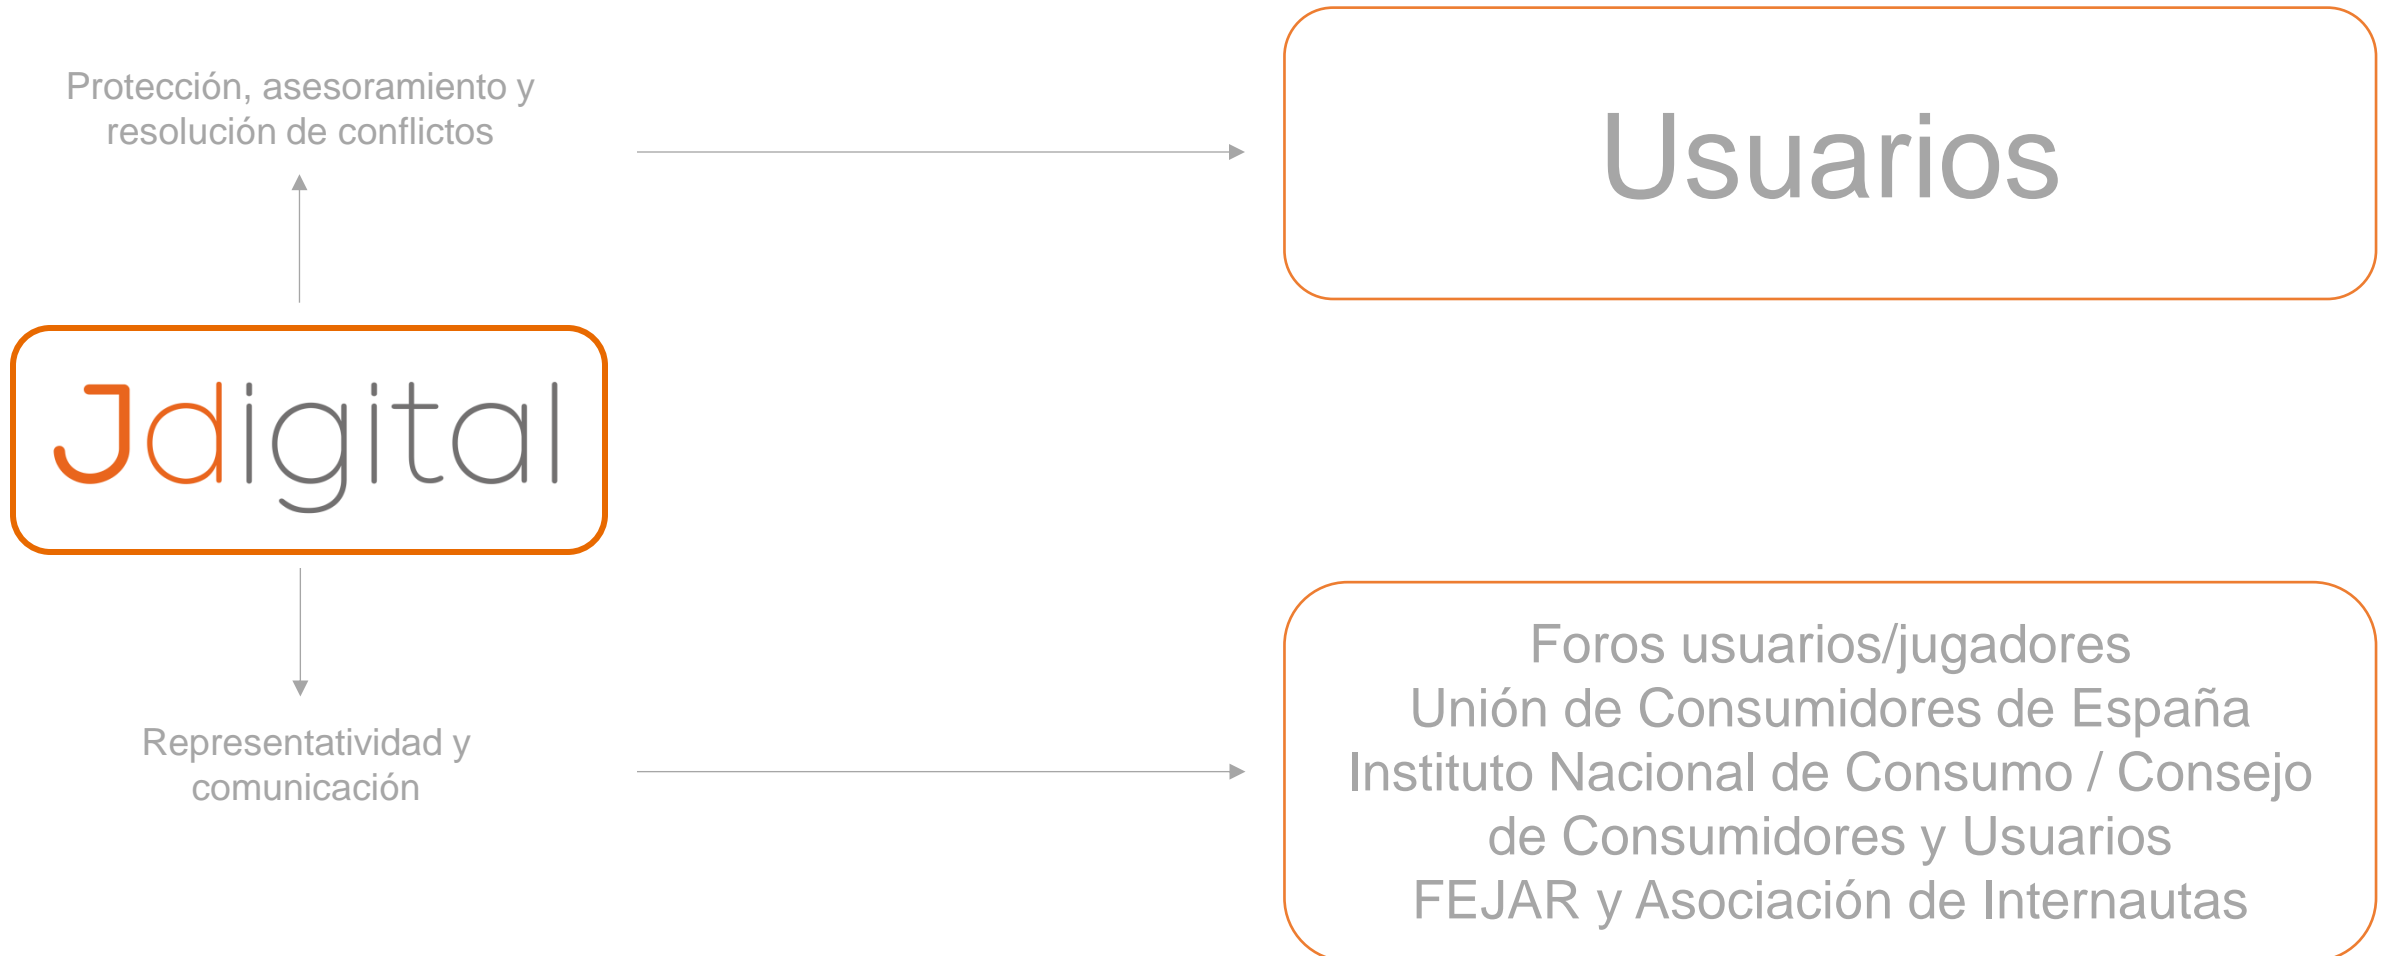 Protección, asesoramiento y
resolución de conflictos
Usuarios
Jdigital
Representatividad y
comunicación
Foros usuarios/jugadores
Unión de Consumidores de España
Instituto Nacional de Consumo / Consejo
de Consumidores y Usuarios
FEJAR y Asociación de Internautas